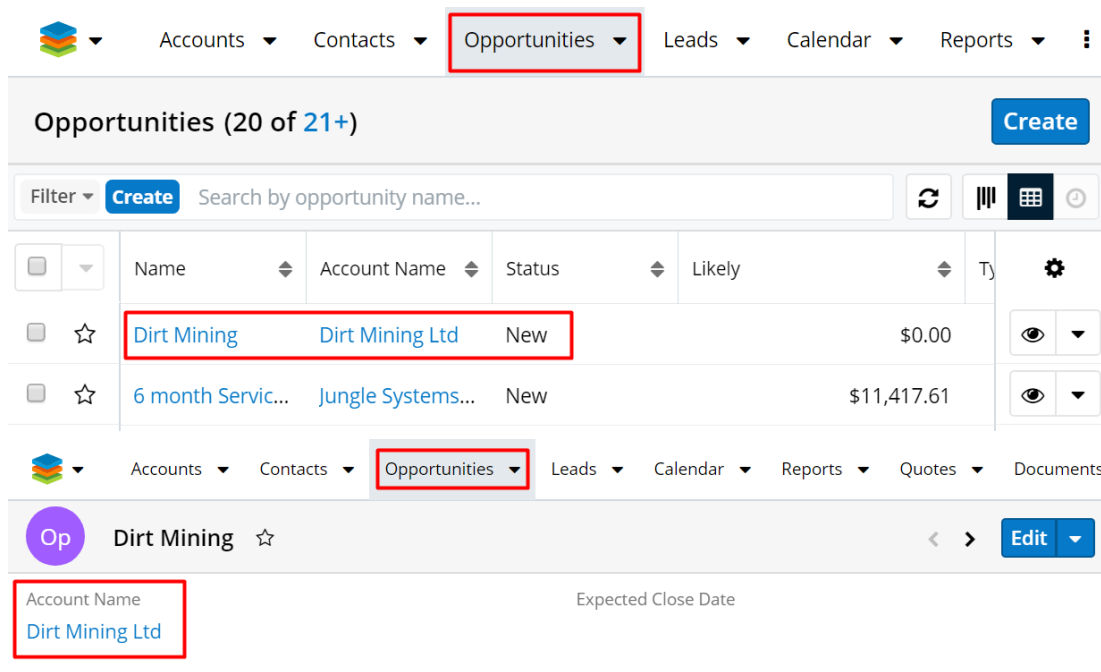 Accounts Contacts Opportunities Leads Calendar Reports
Opportunities (20 of 21+) Create
Filter Create Search by opportunity name...
Name Account Name Status Likely Ty
Dirt Mining Dirt Mining Ltd New $0.00
6 month Servic... Jungle Systems... New $11,417.61
Accounts Contacts Opportunities Leads Calendar Reports Quotes Documents
Op Dirt Mining Edit
Account Name Expected Close Date
Dirt Mining Ltd